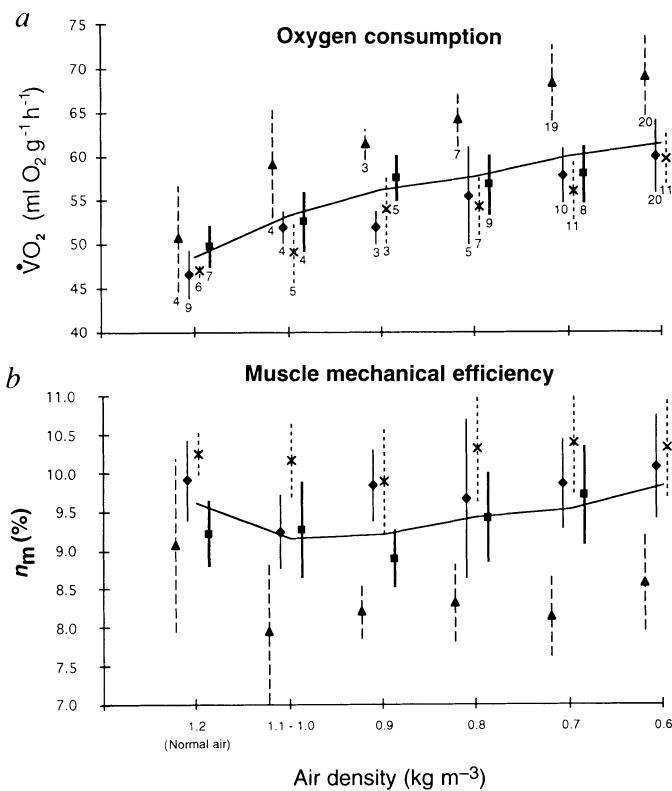 a
Oxygen consumption
75
70
65
60
55
50
45
40
V̇O₂ (ml O₂ g⁻¹ h⁻¹)
4 9 6 7
4 4 5 4
3 3 3 5
7 5 7 9
19 10 11 8
20 20 11
b
Muscle mechanical efficiency
11.0
10.5
10.0
9.5
9.0
8.5
8.0
7.5
7.0
nm (%)
1.2 1.1 - 1.0 0.9 0.8 0.7 0.6
(Normal air)
Air density (kg m⁻³)